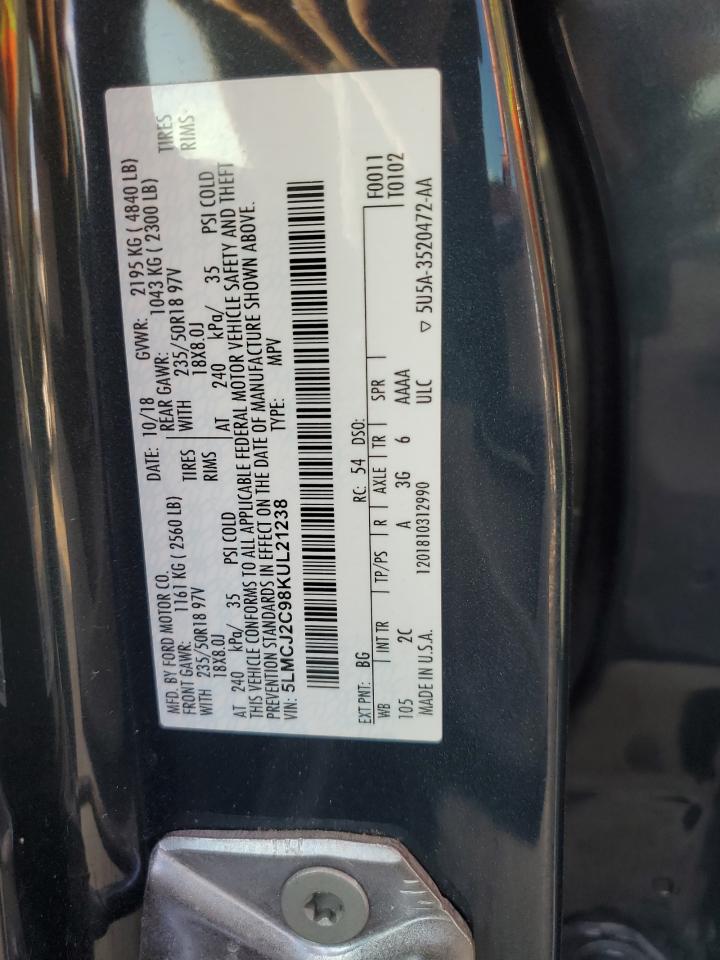 MFD. BY FORD MOTOR CO. DATE: 10/18 GVWR: 2195 KG ( 4840 LB)
FRONT GAWR: 1161 KG ( 2560 LB) REAR GAWR: 1043 KG ( 2300 LB)
WITH 235/50R18 97V TIRES WITH 235/50R18 97V TIRES
18X8.0J RIMS 18X8.0J RIMS
AT 240 kPa/ 35 PSI COLD AT 240 kPa/ 35 PSI COLD
THIS VEHICLE CONFORMS TO ALL APPLICABLE FEDERAL MOTOR VEHICLE SAFETY AND THEFT
PREVENTION STANDARDS IN EFFECT ON THE DATE OF MANUFACTURE SHOWN ABOVE.
VIN: 5LMCJ2C98KUL21238 TYPE: MPV
EXT PNT: BG RC: 54 DSO: F0011
WB INT TR TP/PS R AXLE TR SPR T0102
105 2C A 3G 6 AAAA
MADE IN U.S.A. 1201810312990 ULC ▽ 5U5A-3520472-AA